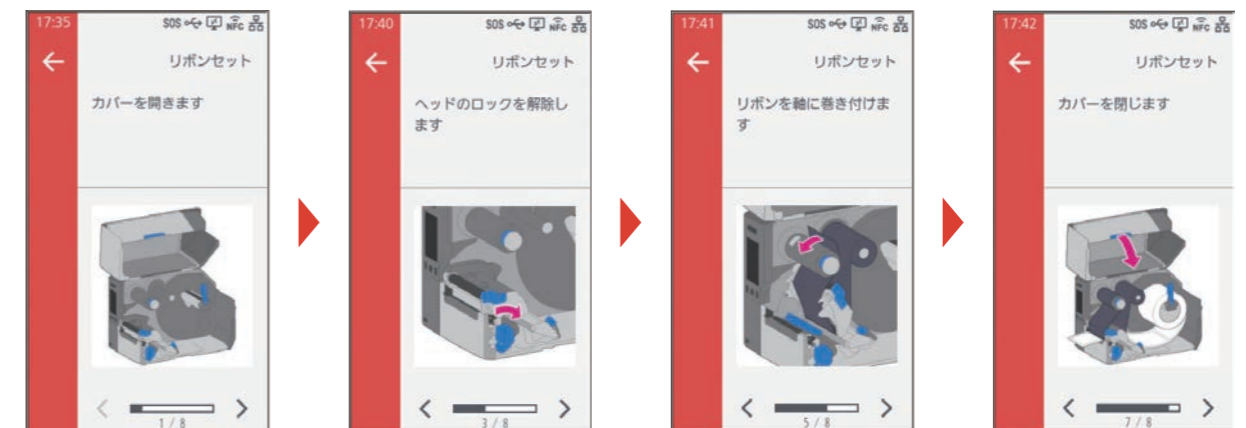 17:35 SOS NFC
リボンセット
カバーを開きます
1 / 8
17:40 SOS NFC
リボンセット
ヘッドのロックを解除し
ます
3 / 8
17:41 SOS NFC
リボンセット
リボンを軸に巻き付けま
す
5 / 8
17:42 SOS NFC
リボンセット
カバーを閉じます
7 / 8